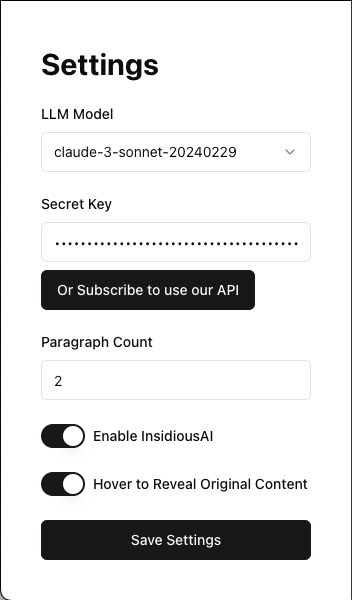 Settings
LLM Model
claude-3-sonnet-20240229
Secret Key
••••••••••••••••••••••••••••••••••••••
Or Subscribe to use our API
Paragraph Count
2
Enable InsidiousAI
Hover to Reveal Original Content
Save Settings